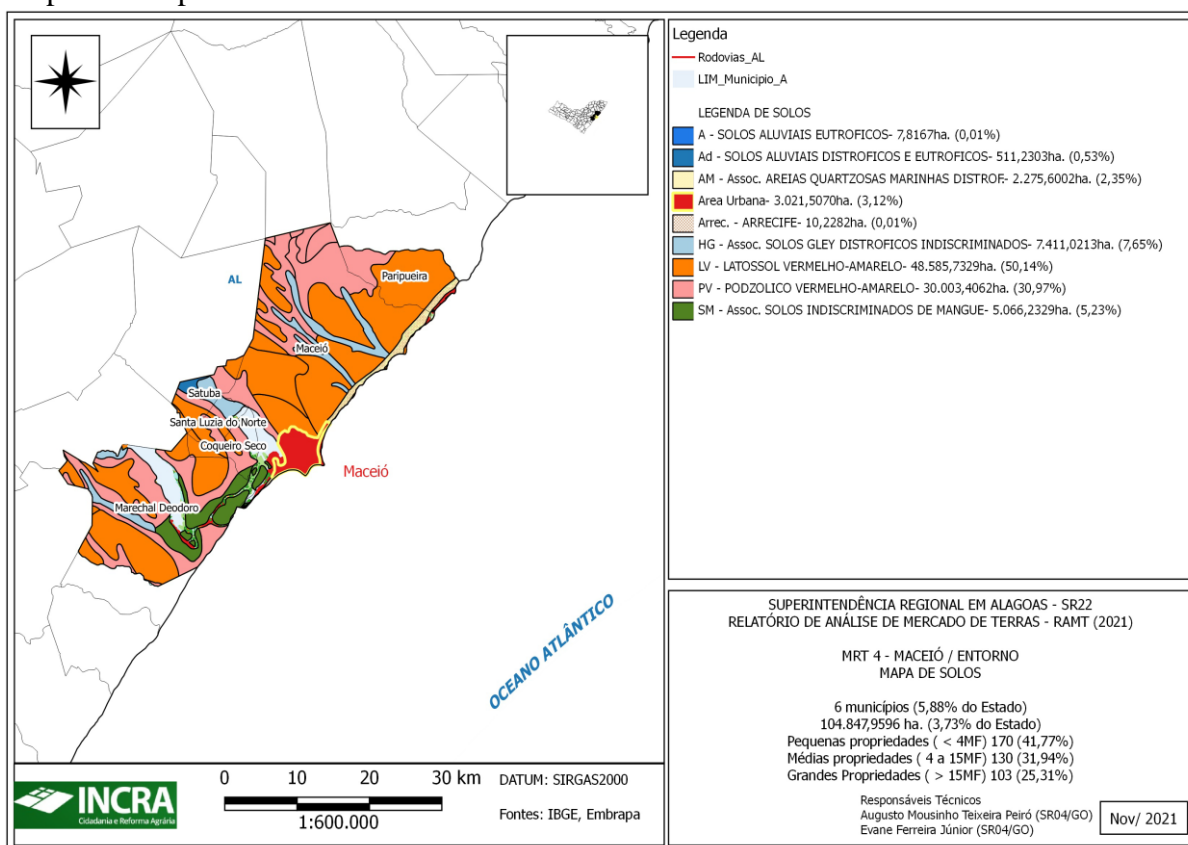 Legenda
Rodovias_AL
LIM_Municipio_A
LEGENDA DE SOLOS
A - SOLOS ALUVIAIS EUTROFICOS- 7,8167ha. (0,01%)
Ad - SOLOS ALUVIAIS DISTROFICOS E EUTROFICOS- 511,2303ha. (0,53%)
AM - Assoc. AREIAS QUARTZOSAS MARINHAS DISTROF.- 2.275,6002ha. (2,35%)
Area Urbana- 3.021,5070ha. (3,12%)
Arrec. - ARRECIFE- 10,2282ha. (0,01%)
HG - Assoc. SOLOS GLEY DISTROFICOS INDISCRIMINADOS- 7.411,0213ha. (7,65%)
LV - LATOSSOL VERMELHO-AMARELO- 48.585,7329ha. (50,14%)
PV - PODZOLICO VERMELHO-AMARELO- 30.003,4062ha. (30,97%)
SM - Assoc. SOLOS INDISCRIMINADOS DE MANGUE- 5.066,2329ha. (5,23%)
AL
Paripueira
Maceió
Satuba
Santa Luzia do Norte
Coqueiro Seco
Maceió
Marechal Deodoro
OCEANO ATLÂNTICO
SUPERINTENDÊNCIA REGIONAL EM ALAGOAS - SR22
RELATÓRIO DE ANÁLISE DE MERCADO DE TERRAS - RAMT (2021)
MRT 4 - MACEIÓ / ENTORNO
MAPA DE SOLOS
6 municípios (5,88% do Estado)
104.847,9596 ha. (3,73% do Estado)
Pequenas propriedades ( < 4MF) 170 (41,77%)
Médias propriedades ( 4 a 15MF) 130 (31,94%)
Grandes Propriedades ( > 15MF) 103 (25,31%)
Responsáveis Técnicos
Augusto Mousinho Teixeira Peiró (SR04/GO)
Evane Ferreira Júnior (SR04/GO)
Nov/ 2021
INCRA
Cidadania e Reforma Agrária
0 10 20 30 km
1:600.000
DATUM: SIRGAS2000
Fontes: IBGE, Embrapa